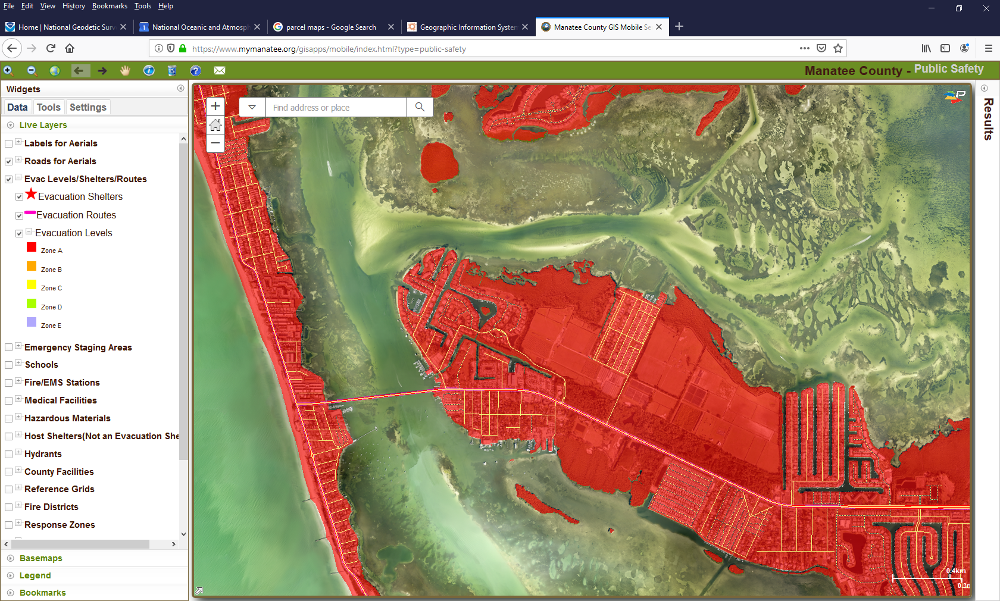 File Edit View History Bookmarks Tools Help
Home | National Geodetic Surv
National Oceanic and Atmosph
parcel maps - Google Search
Geographic Information System
Manatee County GIS Mobile Se
https://www.mymanatee.org/gisapps/mobile/index.html?type=public-safety
Manatee County - Public Safety
Widgets
Data Tools Settings
Live Layers
Labels for Aerials
Roads for Aerials
Evac Levels/Shelters/Routes
Evacuation Shelters
Evacuation Routes
Evacuation Levels
Zone A
Zone B
Zone C
Zone D
Zone E
Emergency Staging Areas
Schools
Fire/EMS Stations
Medical Facilities
Hazardous Materials
Host Shelters(Not an Evacuation She
Hydrants
County Facilities
Reference Grids
Fire Districts
Response Zones
Basemaps
Legend
Bookmarks
Find address or place
Results
0.4km
0.3m